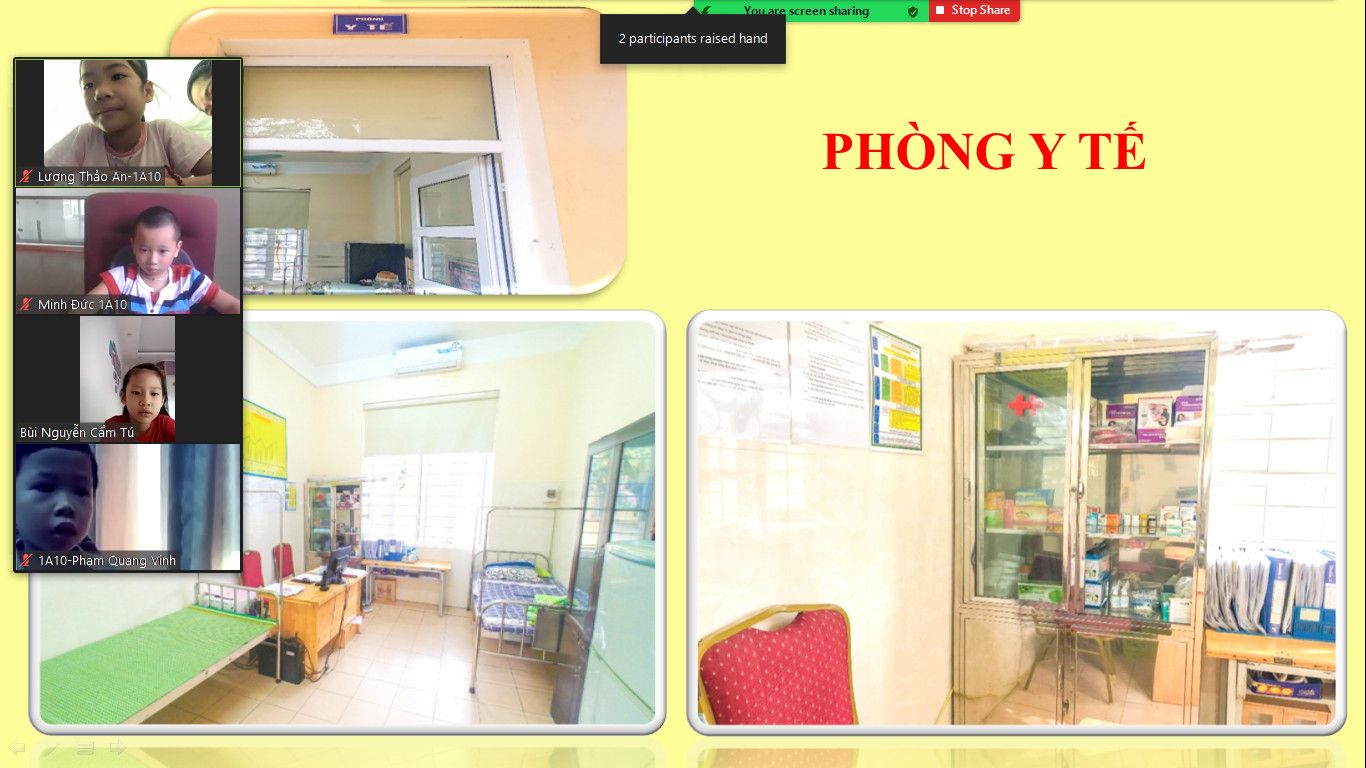 You are screen sharing
Stop Share
2 participants raised hand
PHÒNG
Y TẾ
PHÒNG Y TẾ
Lương Thảo An-1A10
Minh Đức 1A10
Bùi Nguyễn Cẩm Tú
1A10-Phạm Quang Vinh